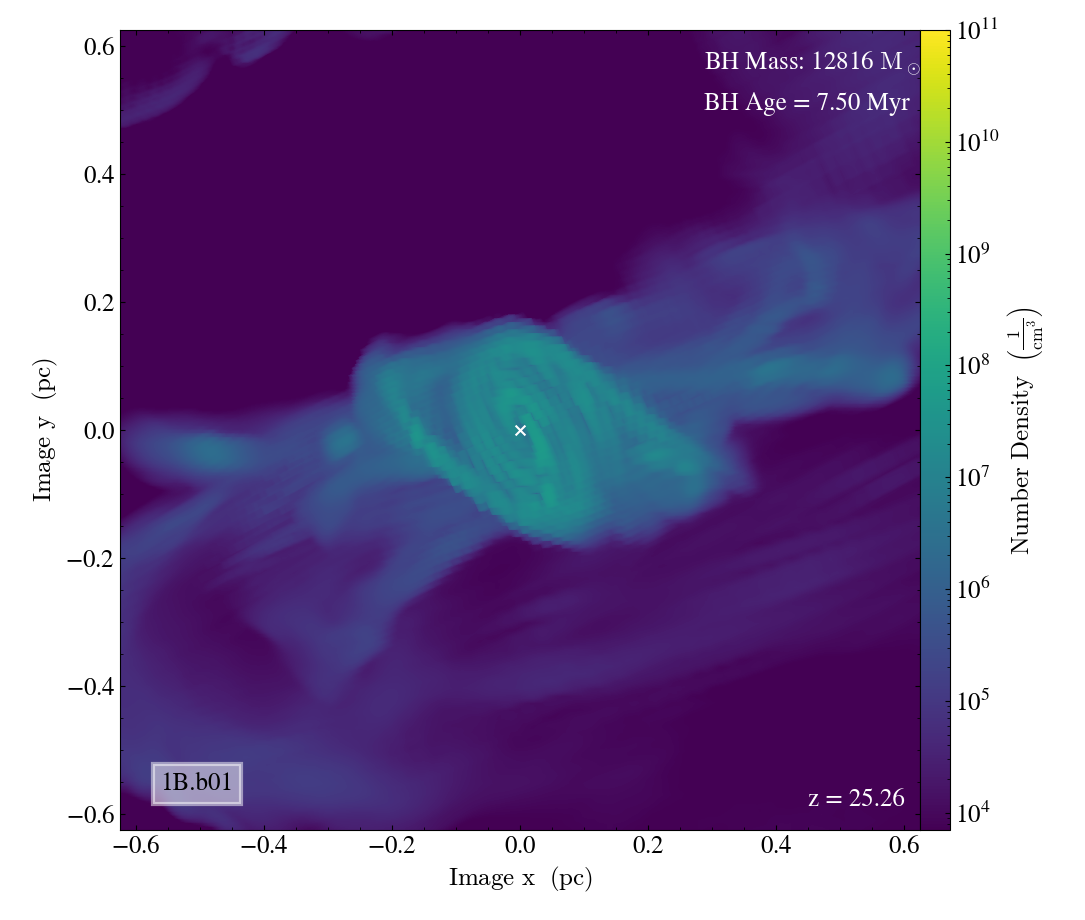 BH Mass: 12816 M⊙
BH Age = 7.50 Myr
1B.b01
z = 25.26
0.6
0.4
0.2
0.0
−0.2
−0.4
−0.6
Image y (pc)
−0.6 −0.4 −0.2 0.0 0.2 0.4 0.6
Image x (pc)
10¹¹
10¹⁰
10⁹
10⁸
10⁷
10⁶
10⁵
10⁴
Number Density (1/cm³)